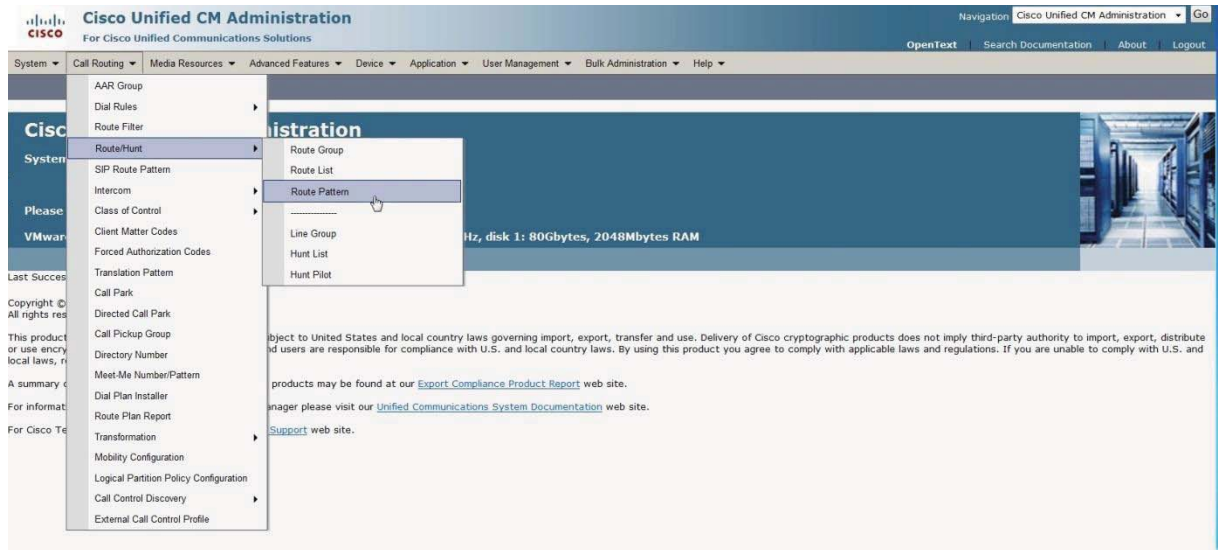 CISCO
Cisco Unified CM Administration
For Cisco Unified Communications Solutions
Navigation Cisco Unified CM Administration Go
OpenText Search Documentation About Logout
System Call Routing Media Resources Advanced Features Device Application User Management Bulk Administration Help
AAR Group
Dial Rules
Route Filter
Route/Hunt
SIP Route Pattern
Intercom
Class of Control
Client Matter Codes
Forced Authorization Codes
Translation Pattern
Call Park
Directed Call Park
Call Pickup Group
Directory Number
Meet-Me Number/Pattern
Dial Plan Installer
Route Plan Report
Transformation
Mobility Configuration
Logical Partition Policy Configuration
Call Control Discovery
External Call Control Profile
Route Group
Route List
Route Pattern
----------------
Line Group
Hunt List
Hunt Pilot
Cisc istration
System
Please
VMwar Hz, disk 1: 80Gbytes, 2048Mbytes RAM
Last Succes
Copyright ©
All rights res
This product bject to United States and local country laws governing import, export, transfer and use. Delivery of Cisco cryptographic products does not imply third-party authority to import, export, distribute
or use encry nd users are responsible for compliance with U.S. and local country laws. By using this product you agree to comply with applicable laws and regulations. If you are unable to comply with U.S. and
local laws, r
A summary products may be found at our Export Compliance Product Report web site.
For informat anager please visit our Unified Communications System Documentation web site.
For Cisco Te Support web site.